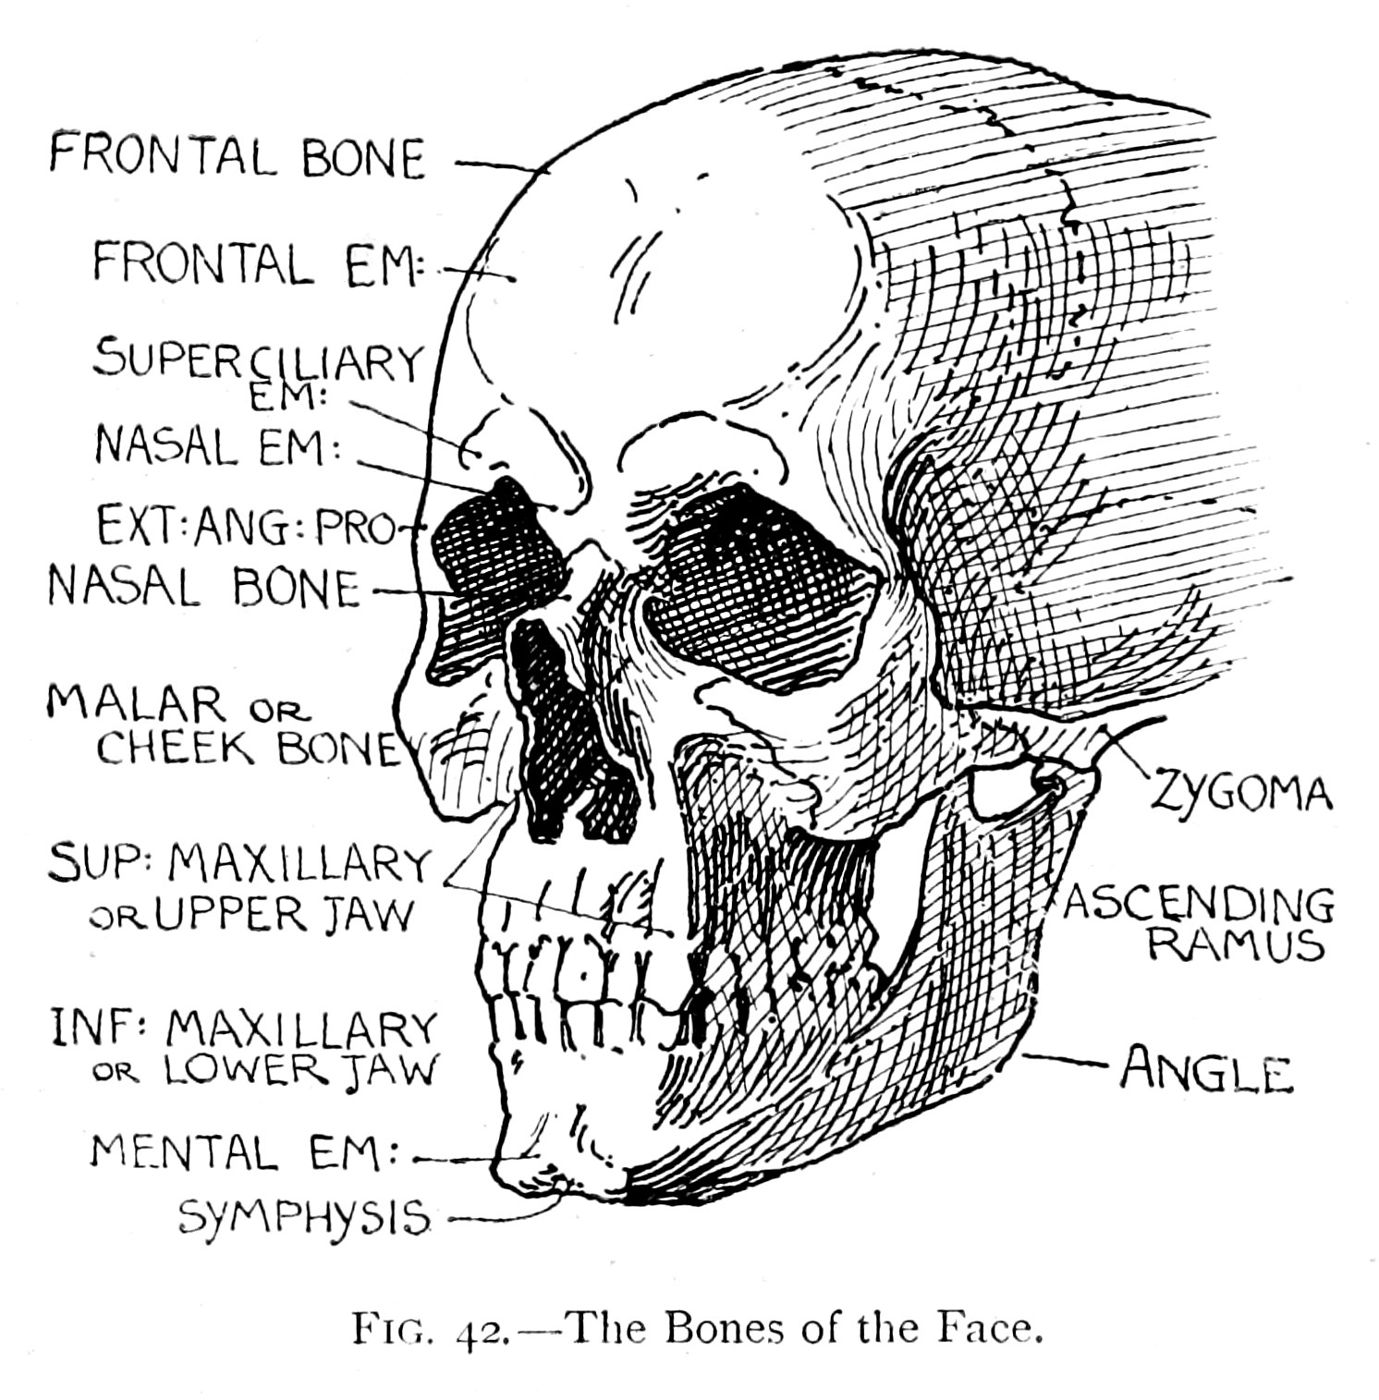 FRONTAL BONE
FRONTAL EM:
SUPERCILIARY
EM:
NASAL EM:
EXT:ANG:PRO
NASAL BONE
MALAR OR
CHEEK BONE
SUP: MAXILLARY
OR UPPER JAW
INF: MAXILLARY
OR LOWER JAW
MENTAL EM:
SYMPHYSIS
ZYGOMA
ASCENDING
RAMUS
ANGLE
FIG. 42.—The Bones of the Face.